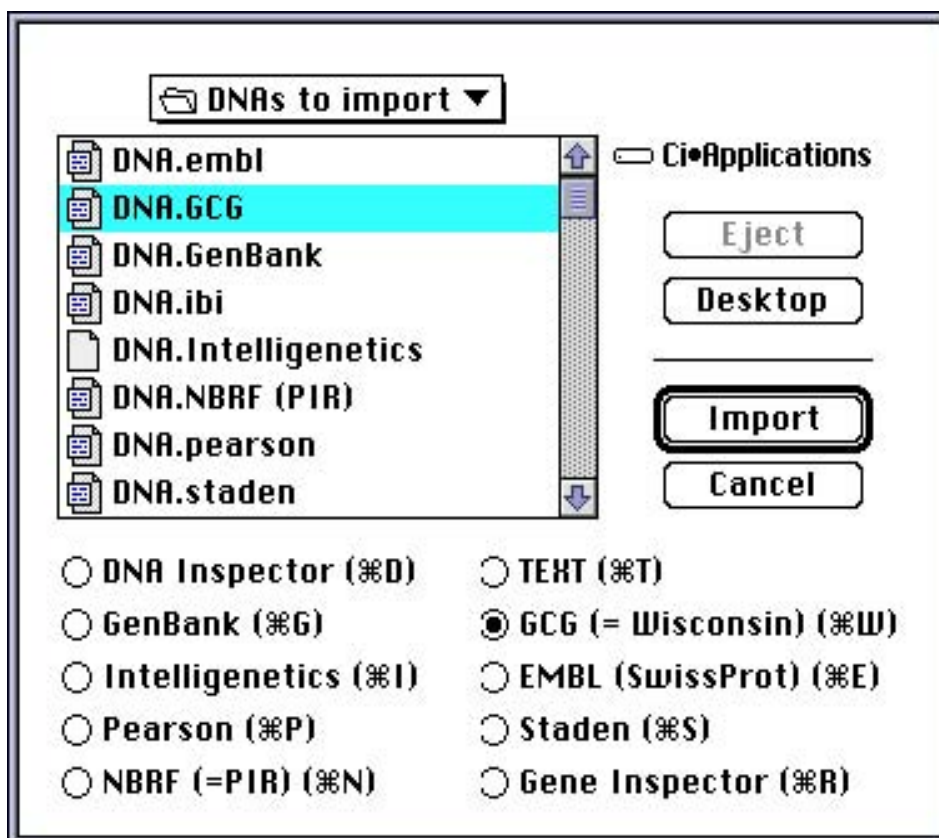 DNAs to import
DNA.embl
DNA.GCG
DNA.GenBank
DNA.ibi
DNA.Intelligenetics
DNA.NBRF (PIR)
DNA.pearson
DNA.staden
Ci•Applications
Eject
Desktop
Import
Cancel
DNA Inspector (⌘D)
GenBank (⌘G)
Intelligenetics (⌘I)
Pearson (⌘P)
NBRF (=PIR) (⌘N)
TEXT (⌘T)
GCG (= Wisconsin) (⌘W)
EMBL (SwissProt) (⌘E)
Staden (⌘S)
Gene Inspector (⌘R)